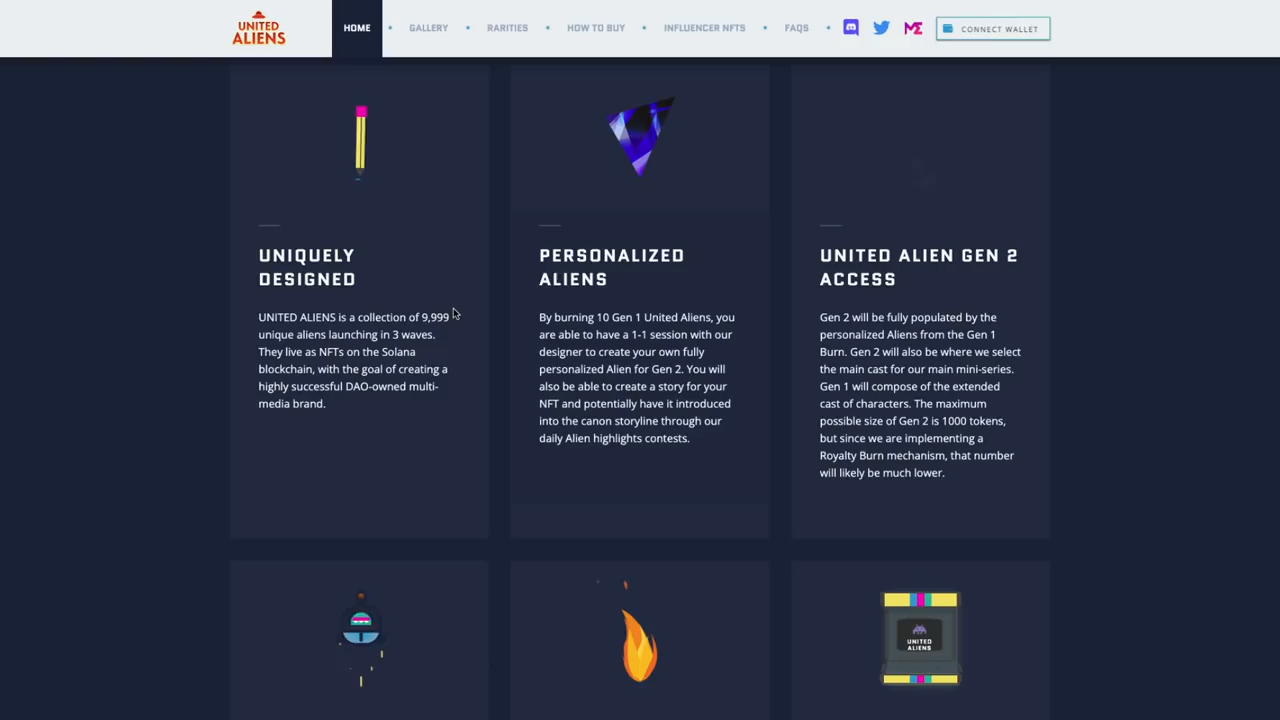 UNITED
ALIENS
HOME
GALLERY
RARITIES
HOW TO BUY
INFLUENCER NFTS
FAQS
CONNECT WALLET
UNIQUELY
DESIGNED
UNITED ALIENS is a collection of 9,999
unique aliens launching in 3 waves.
They live as NFTs on the Solana
blockchain, with the goal of creating a
highly successful DAO-owned multi-
media brand.
PERSONALIZED
ALIENS
By burning 10 Gen 1 United Aliens, you
are able to have a 1-1 session with our
designer to create your own fully
personalized Alien for Gen 2. You will
also be able to create a story for your
NFT and potentially have it introduced
into the canon storyline through our
daily Alien highlights contests.
UNITED ALIEN GEN 2
ACCESS
Gen 2 will be fully populated by the
personalized Aliens from the Gen 1
Burn. Gen 2 will also be where we select
the main cast for our main mini-series.
Gen 1 will compose of the extended
cast of characters. The maximum
possible size of Gen 2 is 1000 tokens,
but since we are implementing a
Royalty Burn mechanism, that number
will likely be much lower.
UNITED
ALIENS